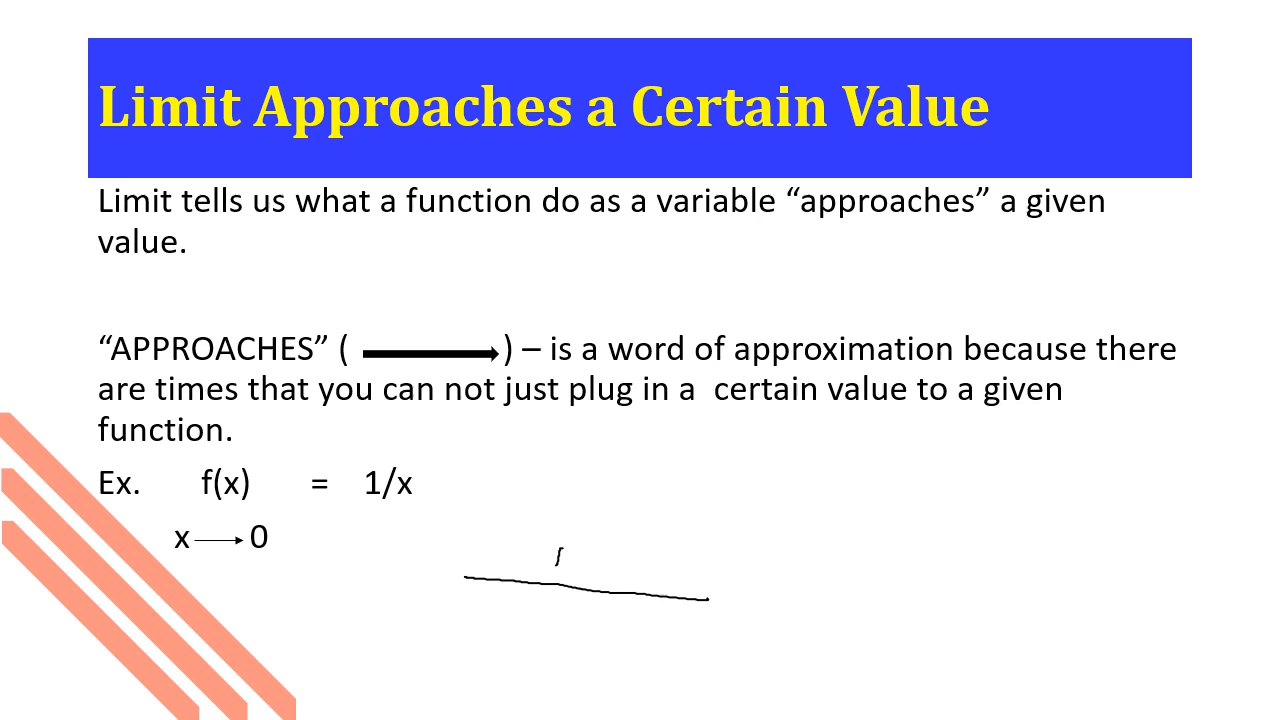 Limit Approaches a Certain Value
Limit tells us what a function do as a variable “approaches” a given
value.
“APPROACHES” ( ) – is a word of approximation because there
are times that you can not just plug in a  certain value to a given
function.
Ex. f(x) = 1/x
x 0